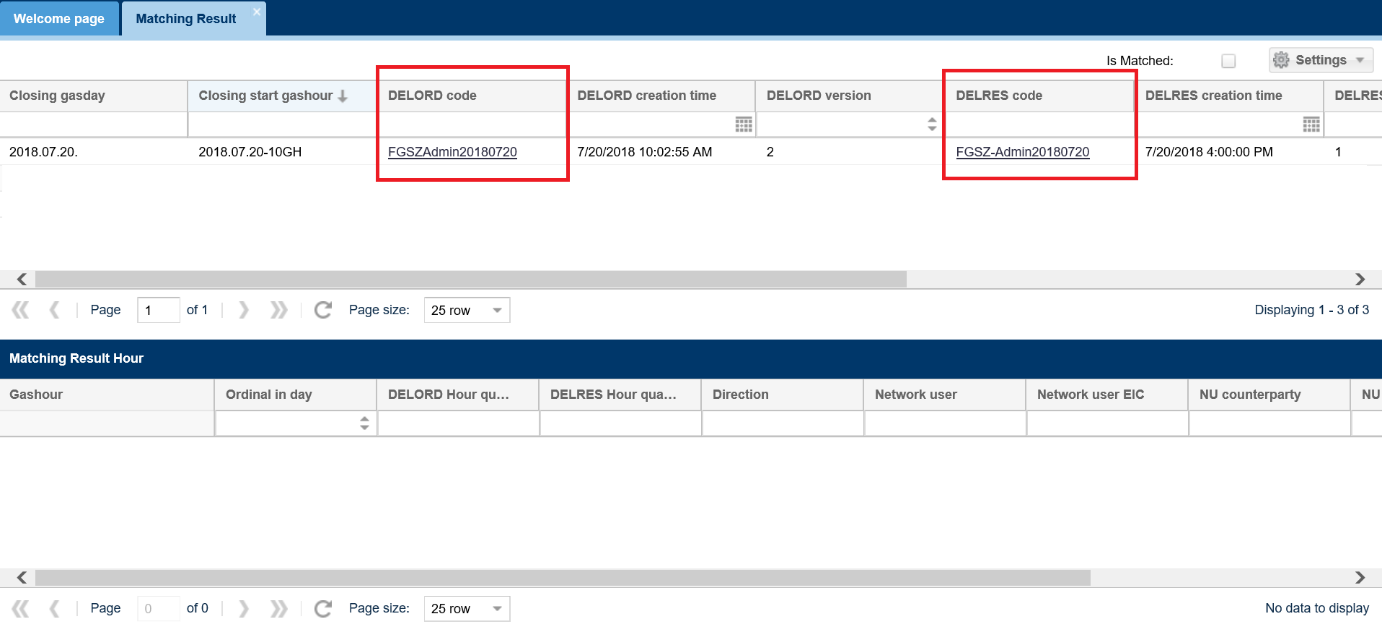 Welcome page Matching Result
Is Matched: Settings
Closing gasday Closing start gashour DELORD code DELORD creation time DELORD version DELRES code DELRES creation time DELRES
2018.07.20. 2018.07.20-10GH FGSZAdmin20180720 7/20/2018 10:02:55 AM 2 FGSZ-Admin20180720 7/20/2018 4:00:00 PM 1
Page 1 of 1 Page size: 25 row Displaying 1 - 3 of 3
Matching Result Hour
Gashour Ordinal in day DELORD Hour qu... DELRES Hour qua... Direction Network user Network user EIC NU counterparty NU
Page 0 of 0 Page size: 25 row No data to display